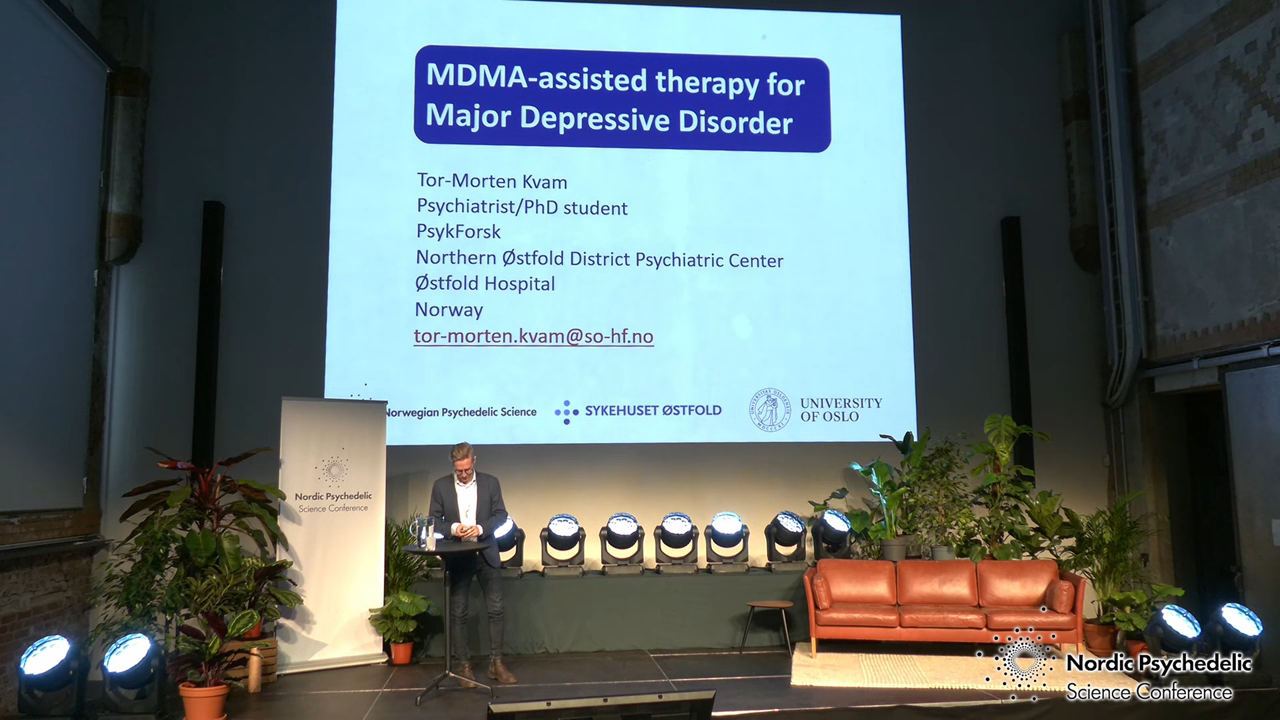 MDMA-assisted therapy for
Major Depressive Disorder
Tor-Morten Kvam
Psychiatrist/PhD student
PsykForsk
Northern Østfold District Psychiatric Center
Østfold Hospital
Norway
tor-morten.kvam@so-hf.no
Norwegian Psychedelic Science
SYKEHUSET ØSTFOLD
UNIVERSITY
OF OSLO
Nordic Psychedelic
Science Conference
Nordic Psychedelic
Science Conference